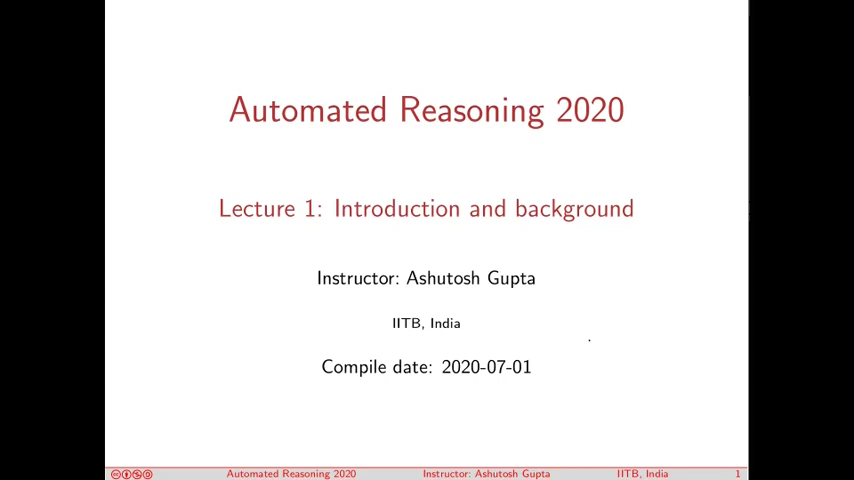 Automated Reasoning 2020
Lecture 1: Introduction and background
Instructor: Ashutosh Gupta
IITB, India
Compile date: 2020-07-01
Automated Reasoning 2020 Instructor: Ashutosh Gupta IITB, India 1